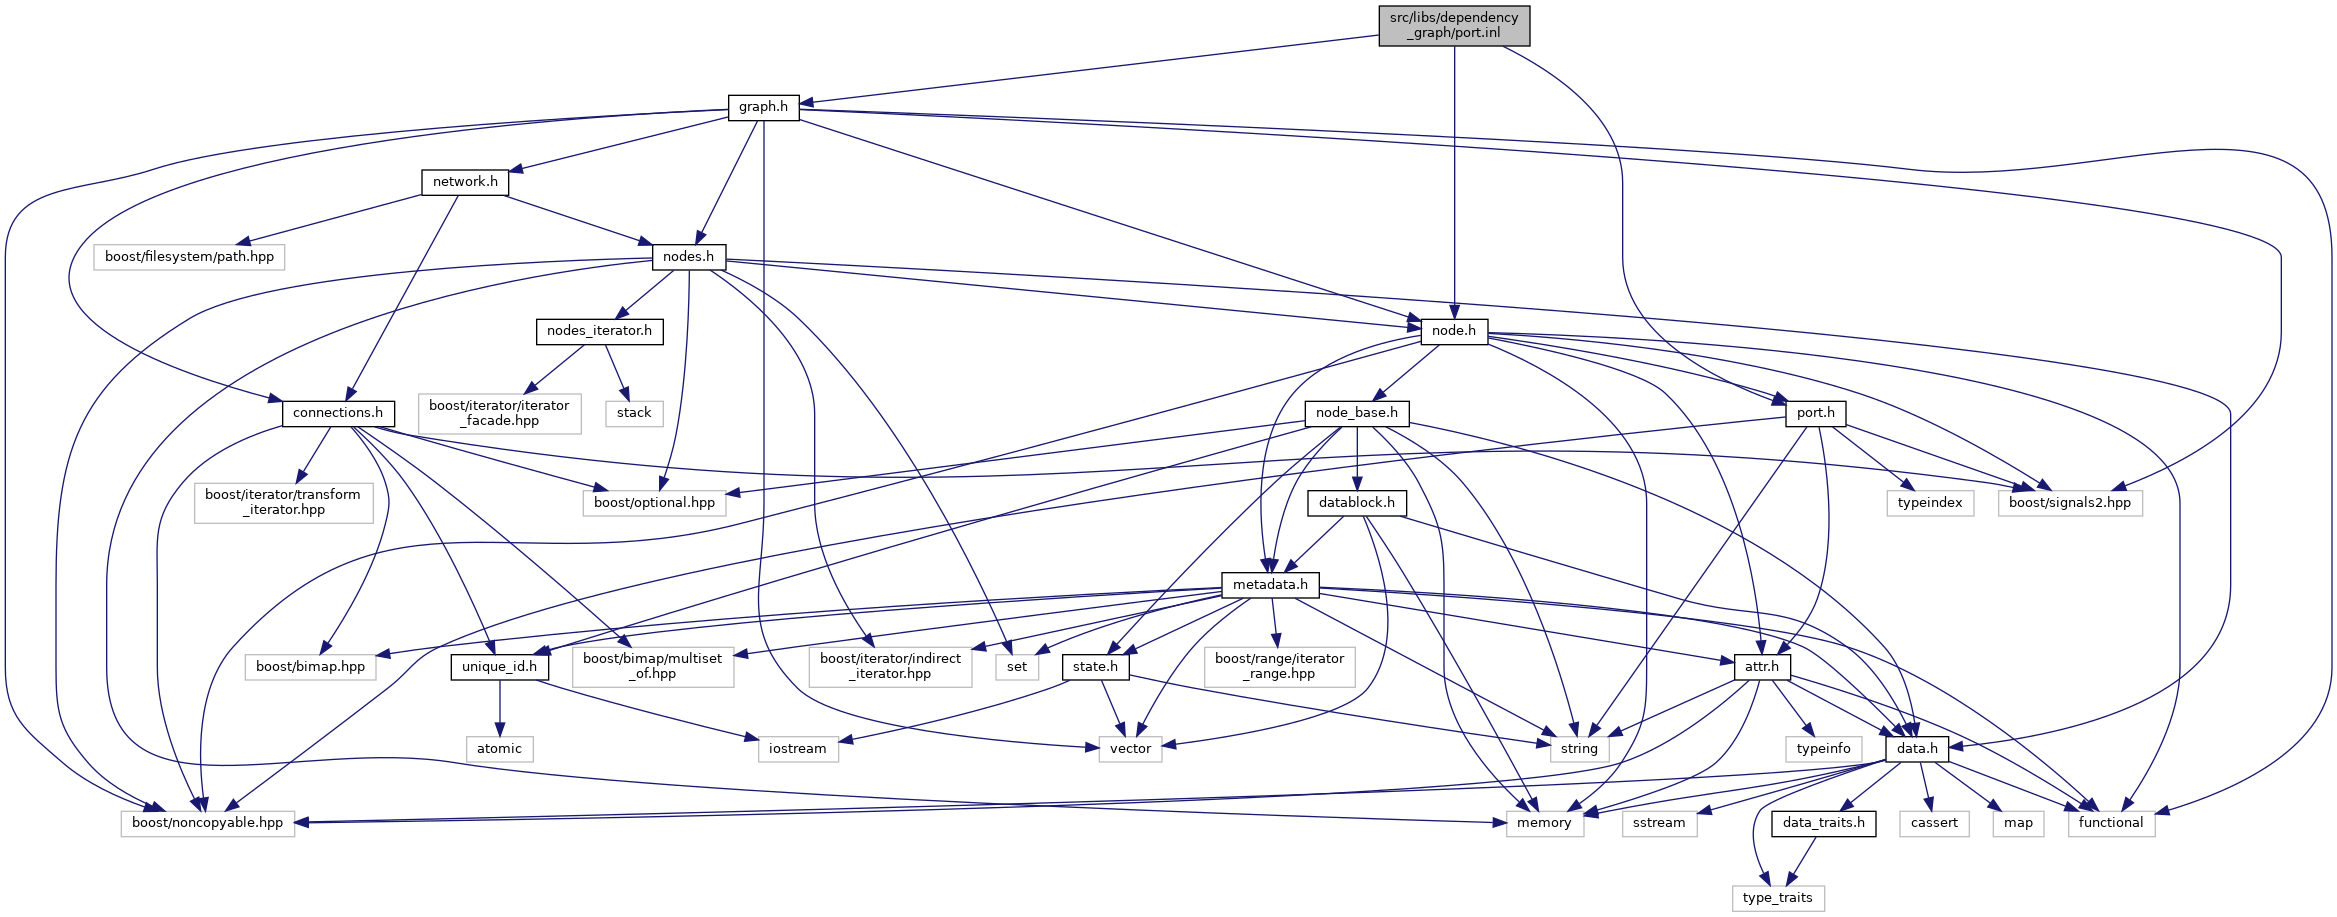 src/libs/dependency
_graph/port.inl
graph.h
network.h
boost/filesystem/path.hpp
nodes.h
nodes_iterator.h
node.h
boost/iterator/iterator
_facade.hpp
stack
connections.h
node_base.h
port.h
boost/iterator/transform
_iterator.hpp
boost/optional.hpp
datablock.h
typeindex
boost/signals2.hpp
metadata.h
boost/bimap.hpp
unique_id.h
boost/bimap/multiset
_of.hpp
boost/iterator/indirect
_iterator.hpp
set
state.h
boost/range/iterator
_range.hpp
attr.h
atomic
iostream
vector
string
typeinfo
data.h
boost/noncopyable.hpp
memory
sstream
data_traits.h
cassert
map
functional
type_traits